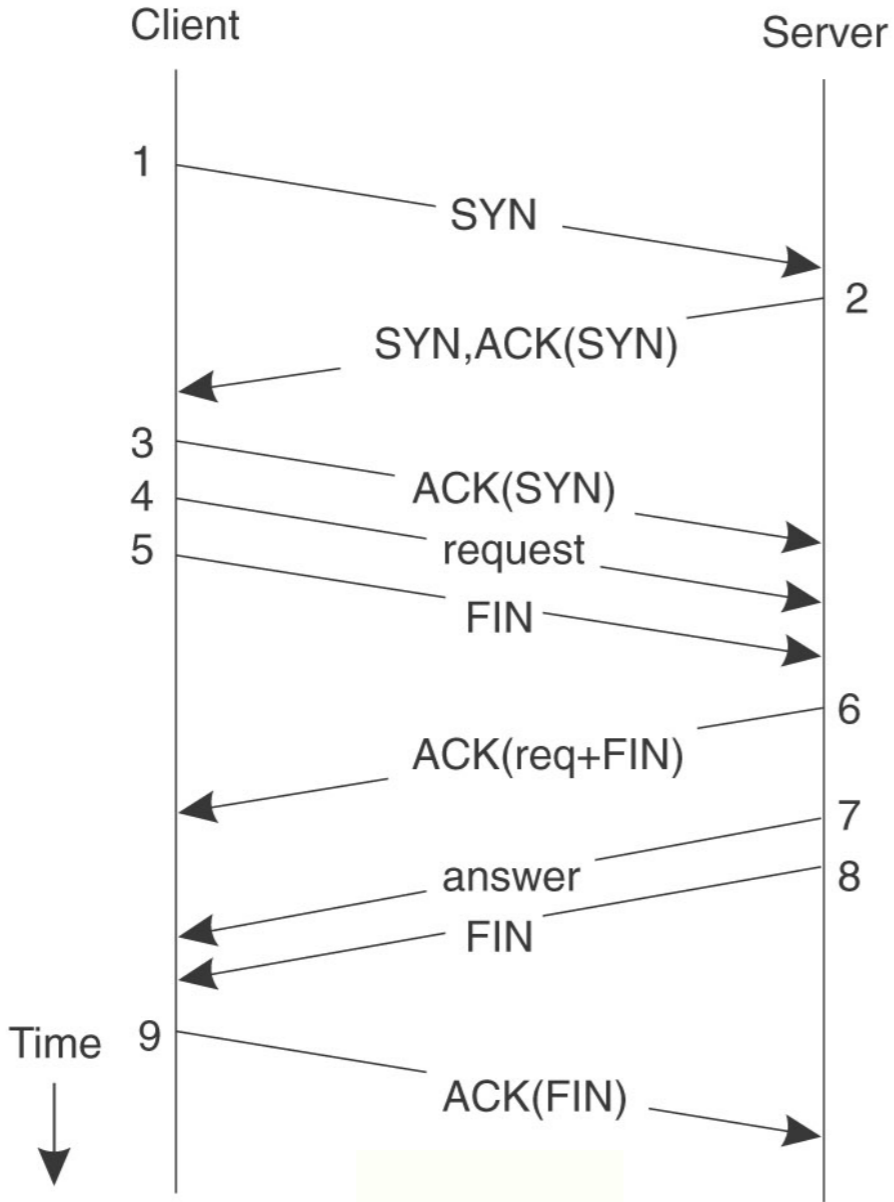 Client
Server
1
SYN
2
SYN,ACK(SYN)
3
ACK(SYN)
4
request
5
FIN
6
ACK(req+FIN)
7
answer
8
FIN
9
Time
ACK(FIN)